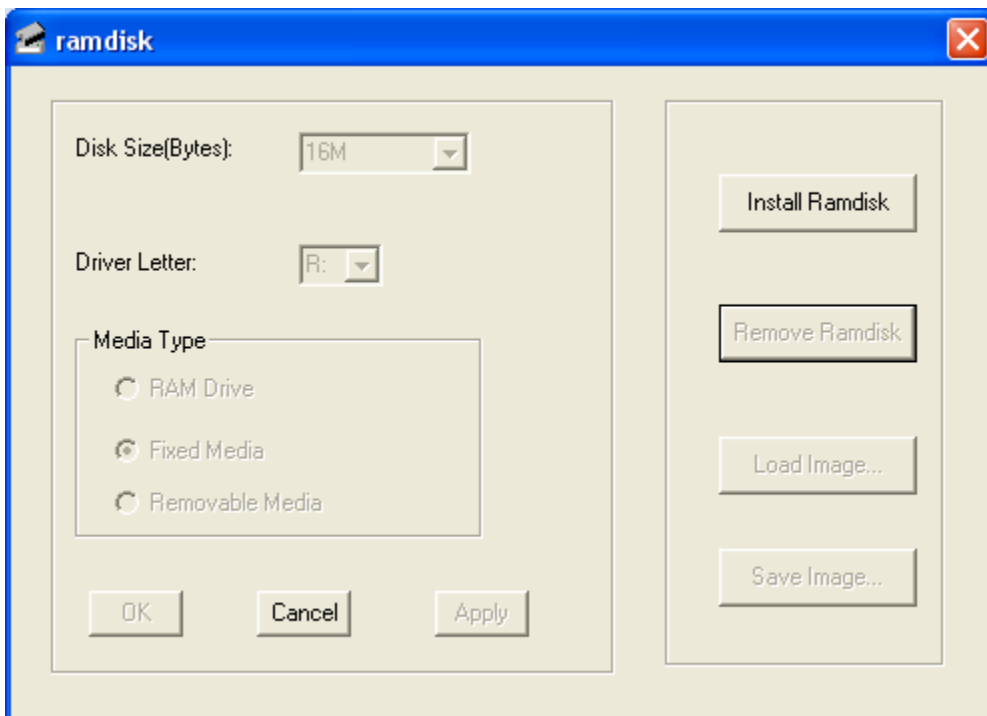 ramdisk
Disk Size(Bytes):
16M
Driver Letter:
R:
Media Type
RAM Drive
Fixed Media
Removable Media
OK
Cancel
Apply
Install Ramdisk
Remove Ramdisk
Load Image...
Save Image...